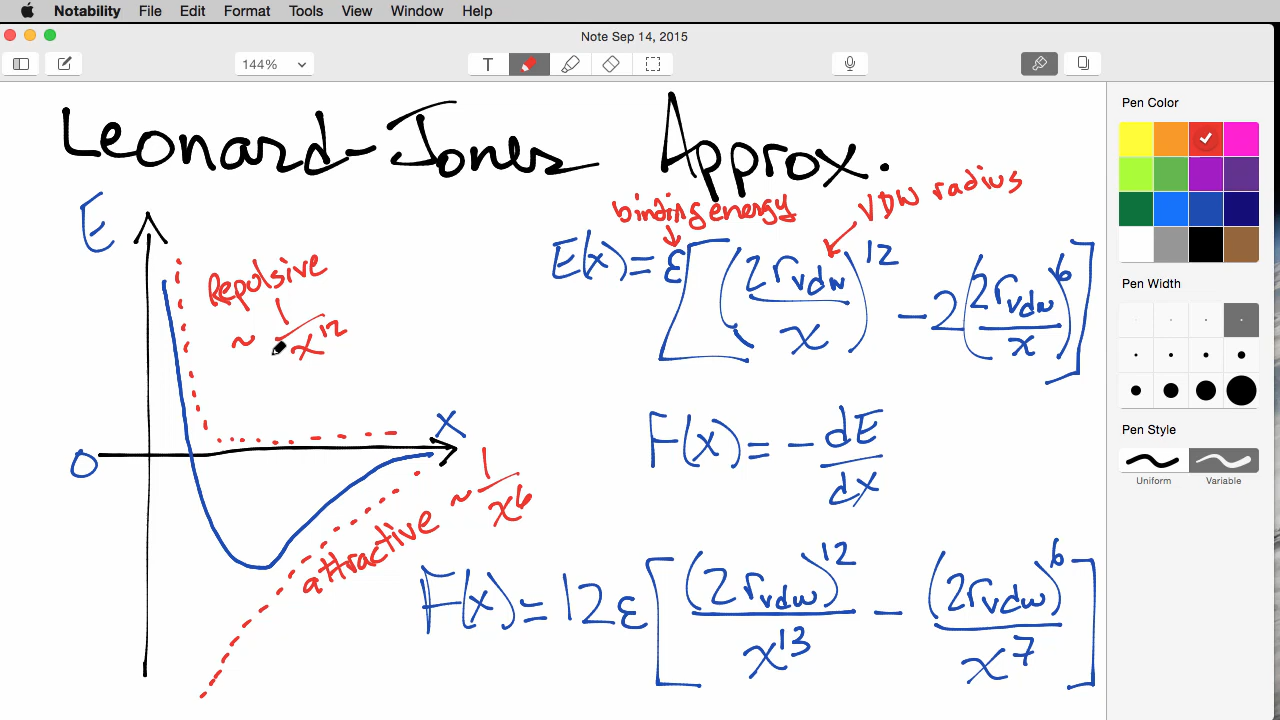 Notability File Edit Format Tools View Window Help
Note Sep 14, 2015
144% T
Leonard-Jones Approx.
binding energy VDW radius
E(x) = ε [ (2r_vdw / x)^12 − 2 (2r_vdw / x)^6 ]
E
Repulsive
~ 1/x^12
F(x) = − dE/dx
X
O
attractive ~ 1/x^6
F(x) = 12ε [ (2r_vdw)^12 / x^13 − (2r_vdw)^6 / x^7 ]
Pen Color
Pen Width
Pen Style
Uniform Variable